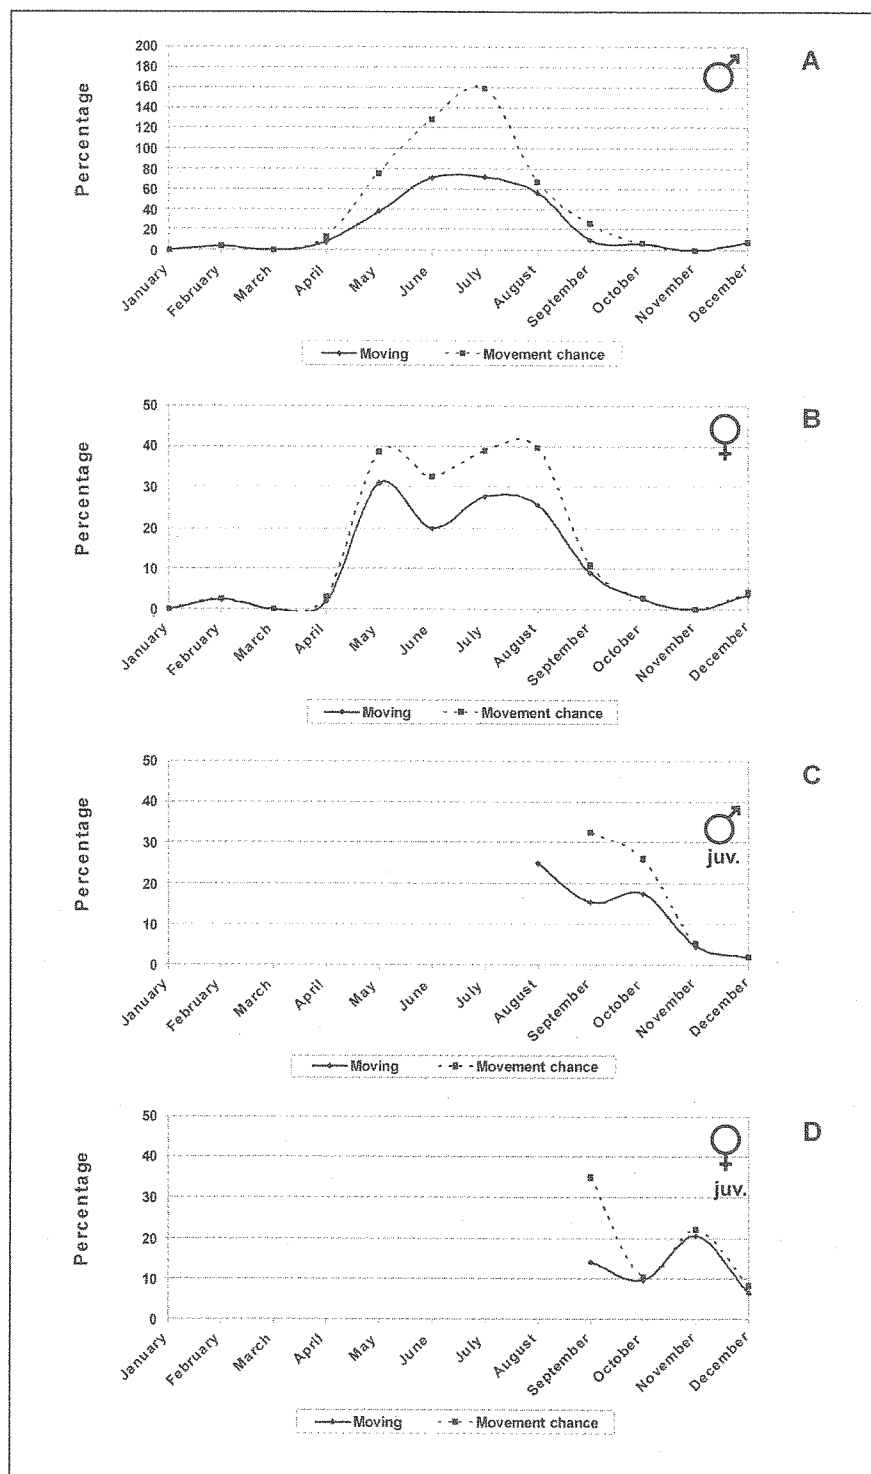 A
Percentage
200
180
160
140
120
100
80
60
40
20
0
January February March April May June July August September October November December
Moving Movement chance
B
Percentage
50
40
30
20
10
0
January February March April May June July August September October November December
Moving Movement chance
C
juv.
Percentage
50
40
30
20
10
0
January February March April May June July August September October November December
Moving Movement chance
D
juv.
Percentage
50
40
30
20
10
0
January February March April May June July August September October November December
Moving Movement chance